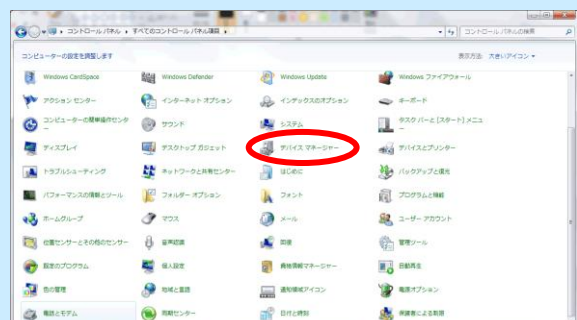 コントロール パネル ▶ すべてのコントロール パネル項目 ▶
コントロール パネルの検索
コンピューターの設定を調整します
表示方法: 大きいアイコン
Windows CardSpace
Windows Defender
Windows Update
Windows ファイアウォール
アクション センター
インターネット オプション
インデックスのオプション
キーボード
コンピューターの簡単操作センター
サウンド
システム
タスク バーと [スタート] メニュー
ディスプレイ
デスクトップ ガジェット
デバイス マネージャー
デバイスとプリンター
トラブルシューティング
ネットワークと共有センター
はじめに
バックアップと復元
パフォーマンスの情報とツール
フォルダー オプション
フォント
プログラムと機能
ホームグループ
マウス
メール
ユーザー アカウント
位置センサーとその他のセンサー
音声認識
回復
管理ツール
既定のプログラム
個人設定
資格情報マネージャー
自動再生
色の管理
地域と言語
通知領域アイコン
電源オプション
電話とモデム
同期センター
日付と時刻
保護者による制限